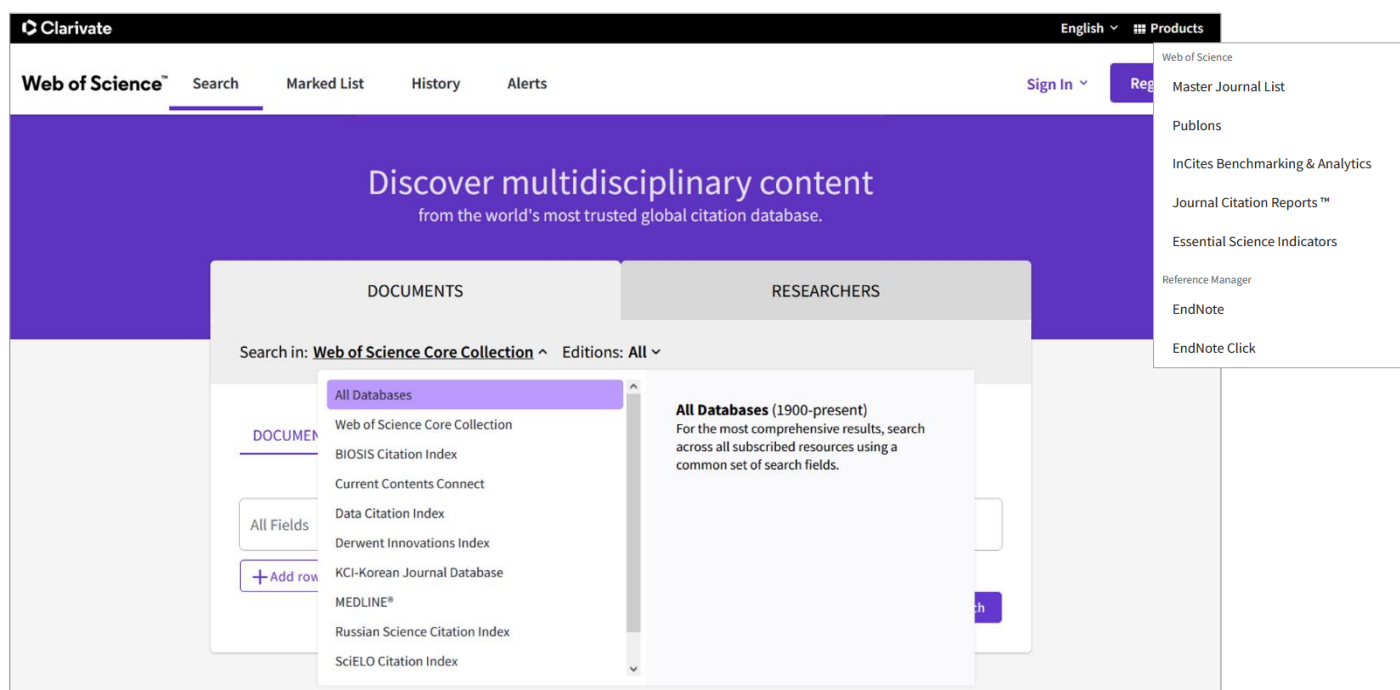 Clarivate
English
Products
Web of Science™
Search
Marked List
History
Alerts
Sign In
Reg
Web of Science
Master Journal List
Publons
InCites Benchmarking & Analytics
Journal Citation Reports ™
Essential Science Indicators
Reference Manager
EndNote
EndNote Click
Discover multidisciplinary content
from the world's most trusted global citation database.
DOCUMENTS
RESEARCHERS
Search in: Web of Science Core Collection
Editions: All
All Databases
Web of Science Core Collection
BIOSIS Citation Index
Current Contents Connect
Data Citation Index
Derwent Innovations Index
KCI-Korean Journal Database
MEDLINE®
Russian Science Citation Index
SciELO Citation Index
All Databases (1900-present)
For the most comprehensive results, search
across all subscribed resources using a
common set of search fields.
DOCUMEN
All Fields
+Add row
ch